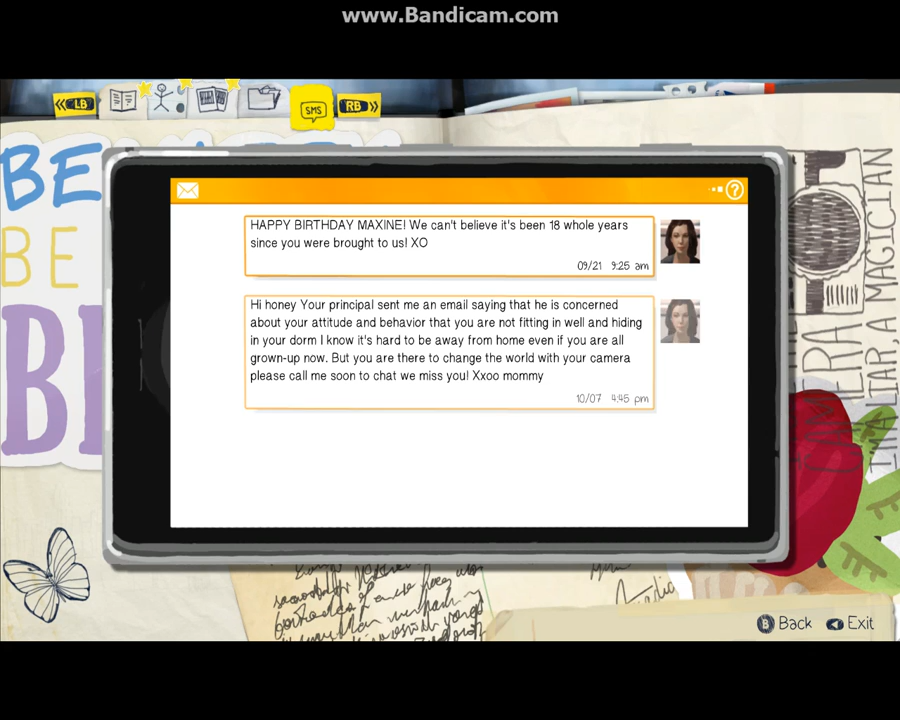 www.Bandicam.com
LB
SMS
RB
BE
BE
BE
HAPPY BIRTHDAY MAXINE! We can't believe it's been 18 whole years
since you were brought to us! XO
09/21 9:25 am
Hi honey Your principal sent me an email saying that he is concerned
about your attitude and behavior that you are not fitting in well and hiding
in your dorm I know it's hard to be away from home even if you are all
grown-up now. But you are there to change the world with your camera
please call me soon to chat we miss you! Xxoo mommy
10/07 4:45 pm
?
LIAR, A MAGICIAN
B Back
Exit